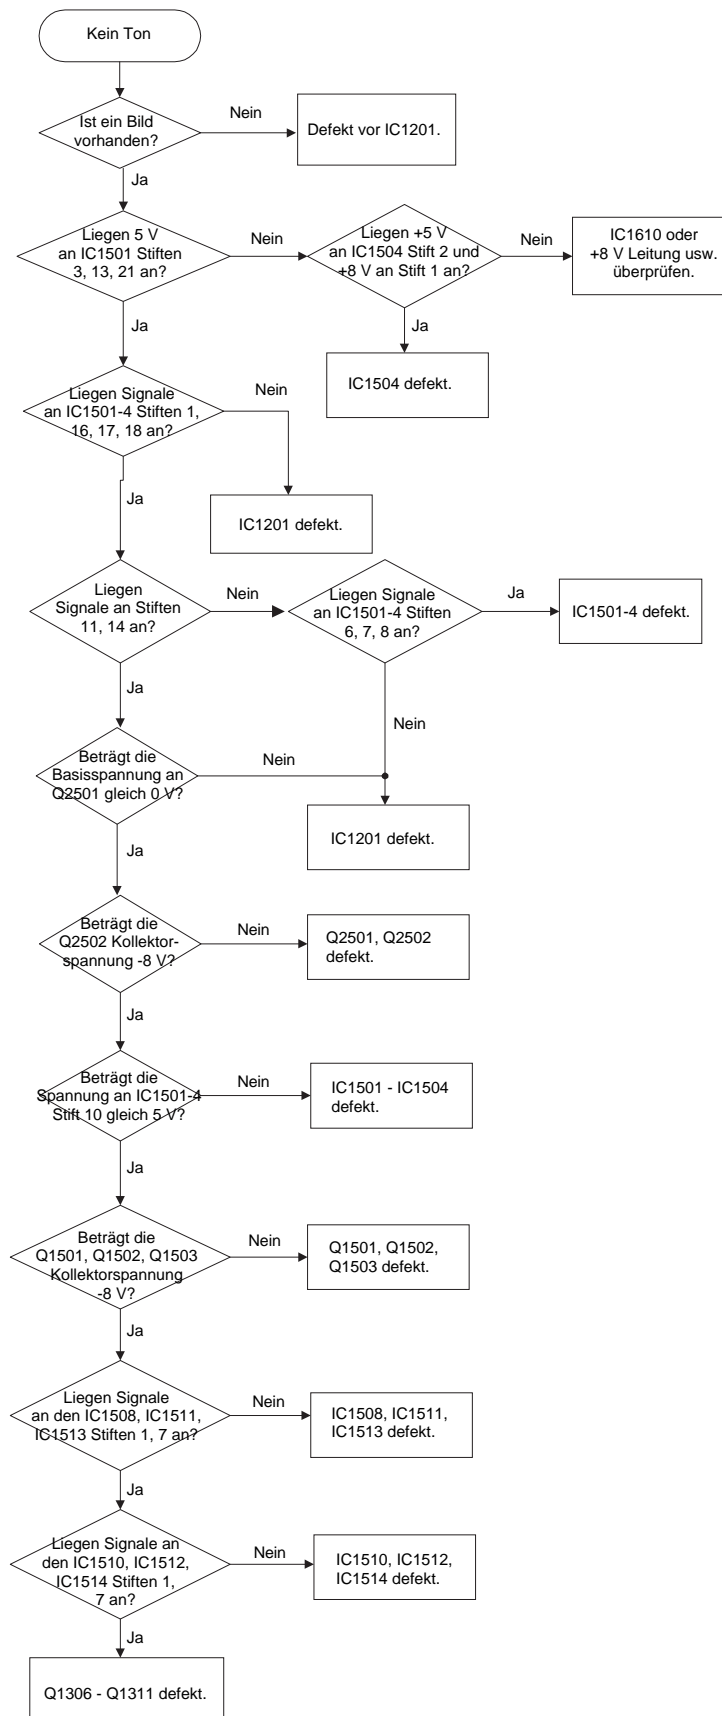 Kein Ton
Ist ein Bild
vorhanden?
Nein
Defekt vor IC1201.
Ja
Liegen 5 V
an IC1501 Stiften
3, 13, 21 an?
Nein
Liegen +5 V
an IC1504 Stift 2 und
+8 V an Stift 1 an?
Nein
IC1610 oder
+8 V Leitung usw.
überprüfen.
Ja
Ja
IC1504 defekt.
Liegen Signale
an IC1501-4 Stiften 1,
16, 17, 18 an?
Nein
IC1201 defekt.
Ja
Liegen
Signale an Stiften
11, 14 an?
Nein
Liegen Signale
an IC1501-4 Stiften
6, 7, 8 an?
Ja
IC1501-4 defekt.
Ja
Nein
Beträgt die
Basisspannung an
Q2501 gleich 0 V?
Nein
IC1201 defekt.
Ja
Beträgt die
Q2502 Kollektor-
spannung -8 V?
Nein
Q2501, Q2502
defekt.
Ja
Beträgt die
Spannung an IC1501-4
Stift 10 gleich 5 V?
Nein
IC1501 - IC1504
defekt.
Ja
Beträgt die
Q1501, Q1502, Q1503
Kollektorspannung
-8 V?
Nein
Q1501, Q1502,
Q1503 defekt.
Ja
Liegen Signale
an den IC1508, IC1511,
IC1513 Stiften 1, 7 an?
Nein
IC1508, IC1511,
IC1513 defekt.
Ja
Liegen Signale an
den IC1510, IC1512,
IC1514 Stiften 1,
7 an?
Nein
IC1510, IC1512,
IC1514 defekt.
Ja
Q1306 - Q1311 defekt.